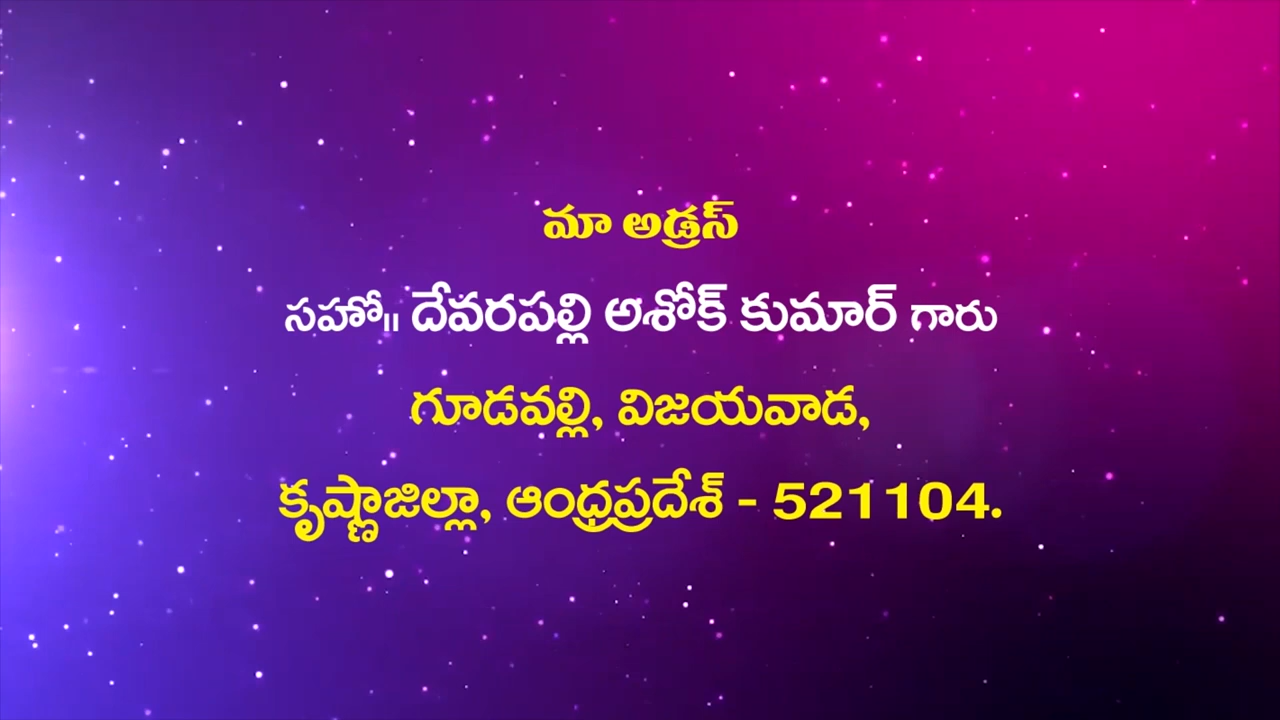 మా అడ్రస్
సహో॥ దేవరపల్లి అశోక్ కుమార్ గారు
గూడవల్లి, విజయవాడ,
కృష్ణాజిల్లా, ఆంధ్రప్రదేశ్ - 521104.